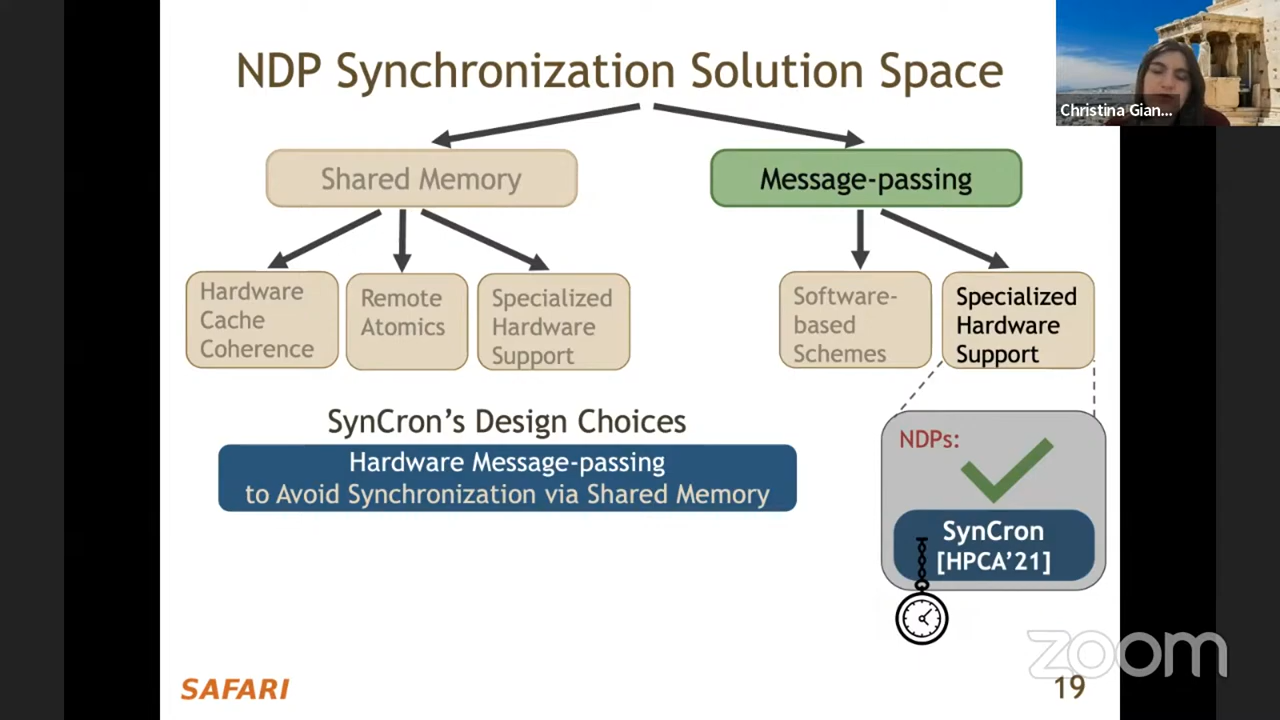 NDP Synchronization Solution Space
Christina Gian...
Shared Memory
Message-passing
Hardware
Cache
Coherence
Remote
Atomics
Specialized
Hardware
Support
Software-
based
Schemes
Specialized
Hardware
Support
SynCron's Design Choices
Hardware Message-passing
to Avoid Synchronization via Shared Memory
NDPs:
SynCron
[HPCA'21]
zoom
SAFARI
19